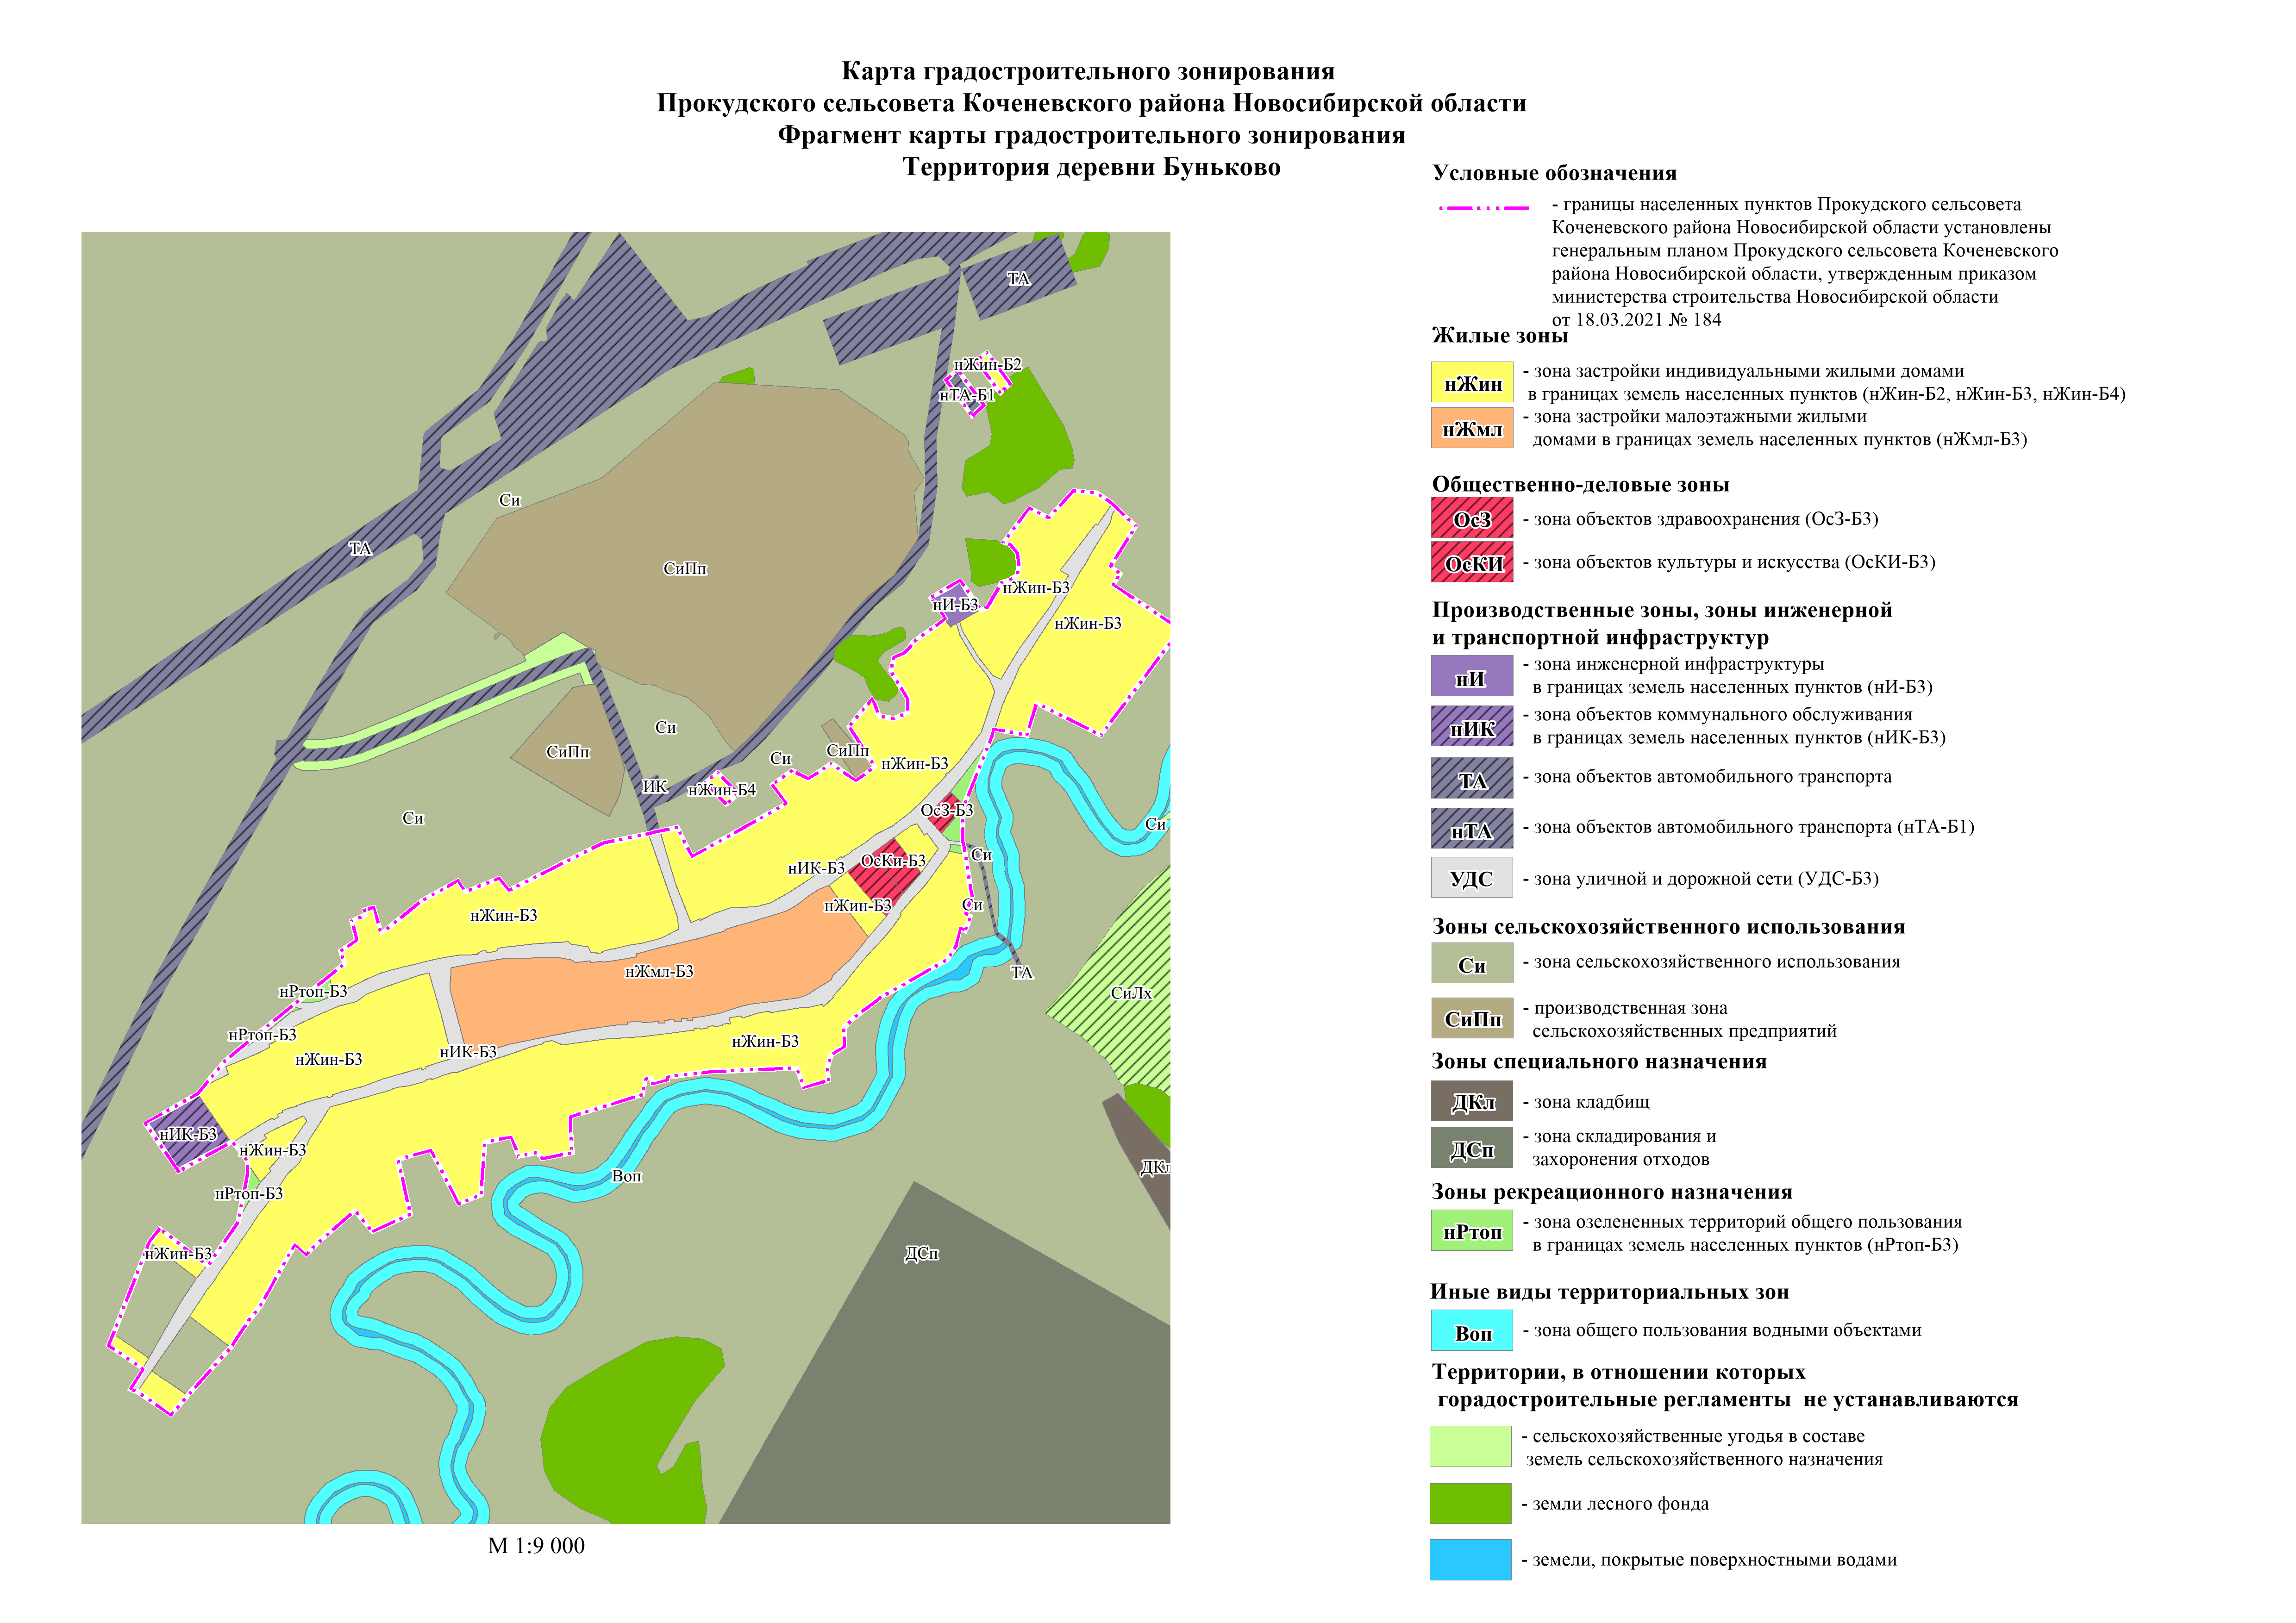 Карта градостроительного зонирования
Прокудского сельсовета Коченевского района Новосибирской области
Фрагмент карты градостроительного зонирования
Территория деревни Буньково
ТА
нЖин-Б2
нТА-Б1
Си
ТА
СиПп
нЖин-Б3
нИ-Б3
нЖин-Б3
Си
СиПп
СиПп
Си
нЖин-Б3
ИК
нЖин-Б4
ОсЗ-Б3
Си
Си
Си
ОсКи-Б3
нИК-Б3
нЖин-Б3
Си
нЖин-Б3
нЖмл-Б3
ТА
нРтоп-Б3
СиЛх
нРтоп-Б3
нЖин-Б3
нИК-Б3
нЖин-Б3
нИК-Б3
нЖин-Б3
ДКл
Воп
нРтоп-Б3
нЖин-Б3
ДСп
М 1:9 000
Условные обозначения
- границы населенных пунктов Прокудского сельсовета
Коченевского района Новосибирской области установлены
генеральным планом Прокудского сельсовета Коченевского
района Новосибирской области, утвержденным приказом
министерства строительства Новосибирской области
от 18.03.2021 № 184
Жилые зоны
нЖин - зона застройки индивидуальными жилыми домами
в границах земель населенных пунктов (нЖин-Б2, нЖин-Б3, нЖин-Б4)
нЖмл - зона застройки малоэтажными жилыми
домами в границах земель населенных пунктов (нЖмл-Б3)
Общественно-деловые зоны
ОсЗ - зона объектов здравоохранения (ОсЗ-Б3)
ОсКИ - зона объектов культуры и искусства (ОсКИ-Б3)
Производственные зоны, зоны инженерной
и транспортной инфраструктур
нИ - зона инженерной инфраструктуры
в границах земель населенных пунктов (нИ-Б3)
нИК - зона объектов коммунального обслуживания
в границах земель населенных пунктов (нИК-Б3)
ТА - зона объектов автомобильного транспорта
нТА - зона объектов автомобильного транспорта (нТА-Б1)
УДС - зона уличной и дорожной сети (УДС-Б3)
Зоны сельскохозяйственного использования
Си - зона сельскохозяйственного использования
СиПп - производственная зона
сельскохозяйственных предприятий
Зоны специального назначения
ДКл - зона кладбищ
ДСп - зона складирования и
захоронения отходов
Зоны рекреационного назначения
нРтоп - зона озелененных территорий общего пользования
в границах земель населенных пунктов (нРтоп-Б3)
Иные виды территориальных зон
Воп - зона общего пользования водными объектами
Территории, в отношении которых
горадостроительные регламенты не устанавливаются
- сельскохозяйственные угодья в составе
земель сельскохозяйственного назначения
- земли лесного фонда
- земели, покрытые поверхностными водами